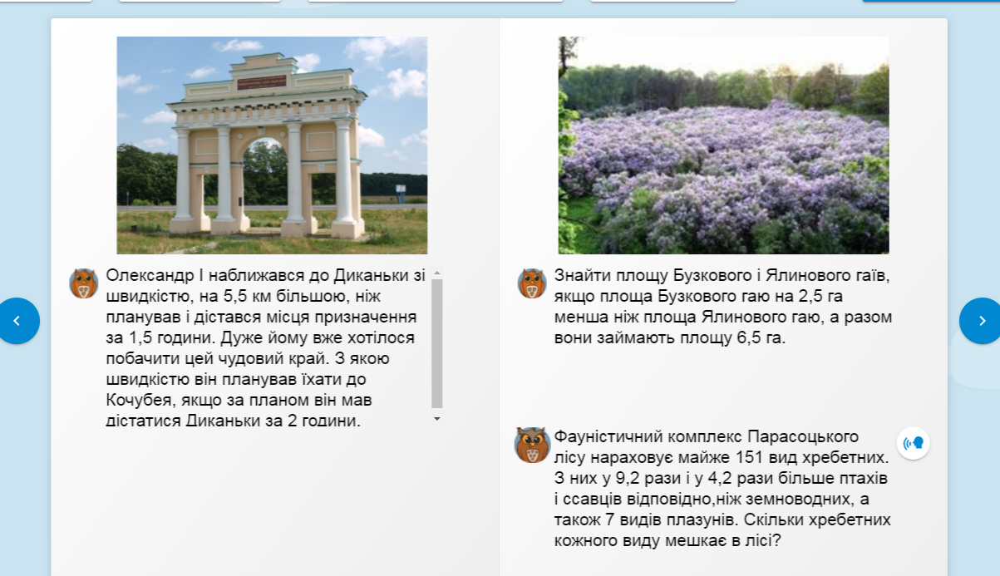 Олександр І наближався до Диканьки зі
швидкістю, на 5,5 км більшою, ніж
планував і дістався місця призначення
за 1,5 години. Дуже йому вже хотілося
побачити цей чудовий край. З якою
швидкістю він планував їхати до
Кочубея, якщо за планом він мав
дістатися Диканьки за 2 години.
Знайти площу Бузкового і Ялинового гаїв,
якщо площа Бузкового гаю на 2,5 га
менша ніж площа Ялинового гаю, а разом
вони займають площу 6,5 га.
Фауністичний комплекс Парасоцького
лісу нараховує майже 151 вид хребетних.
З них у 9,2 рази і у 4,2 рази більше птахів
і ссавців відповідно,ніж земноводних, а
також 7 видів плазунів. Скільки хребетних
кожного виду мешкає в лісі?